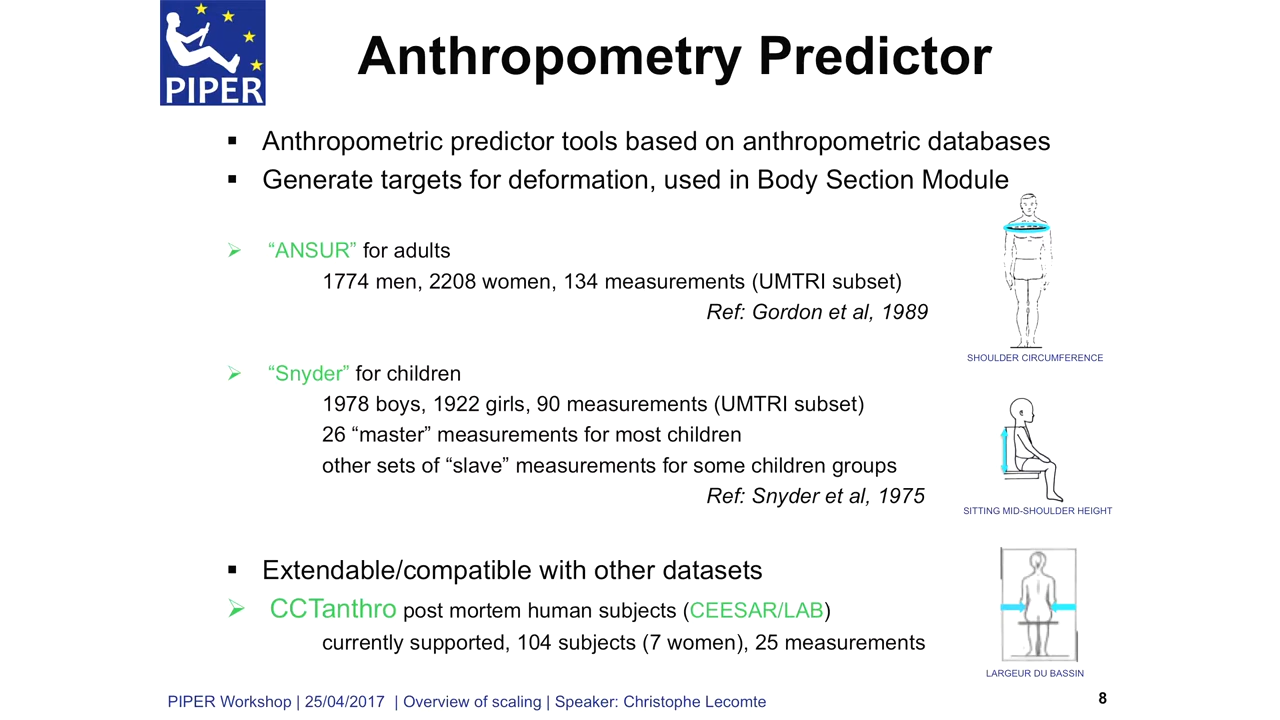 PIPER
Anthropometry Predictor
▪ Anthropometric predictor tools based on anthropometric databases
▪ Generate targets for deformation, used in Body Section Module
➢ “ANSUR” for adults
1774 men, 2208 women, 134 measurements (UMTRI subset)
Ref: Gordon et al, 1989
SHOULDER CIRCUMFERENCE
➢ “Snyder” for children
1978 boys, 1922 girls, 90 measurements (UMTRI subset)
26 “master” measurements for most children
other sets of “slave” measurements for some children groups
Ref: Snyder et al, 1975
SITTING MID-SHOULDER HEIGHT
▪ Extendable/compatible with other datasets
➢ CCTanthro post mortem human subjects (CEESAR/LAB)
currently supported, 104 subjects (7 women), 25 measurements
LARGEUR DU BASSIN
PIPER Workshop | 25/04/2017 | Overview of scaling | Speaker: Christophe Lecomte
8